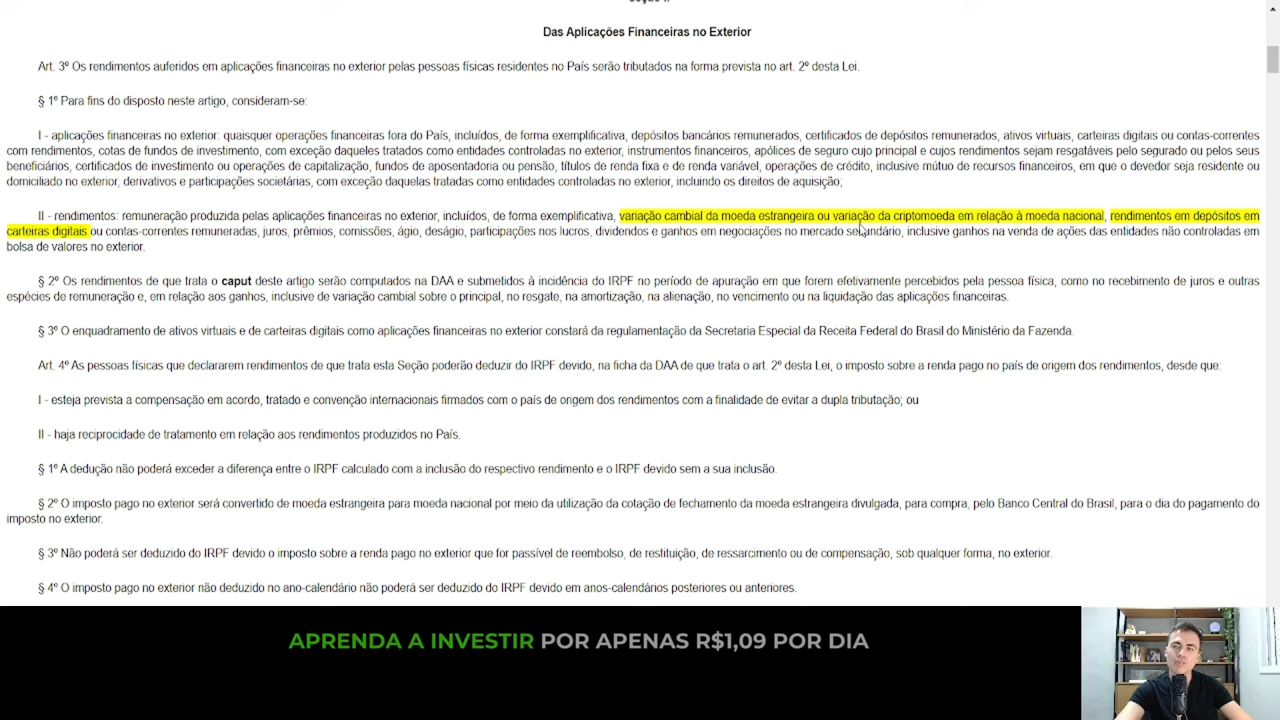 Das Aplicações Financeiras no Exterior
Art. 3º Os rendimentos auferidos em aplicações financeiras no exterior pelas pessoas físicas residentes no País serão tributados na forma prevista no art. 2º desta Lei.
§ 1º Para fins do disposto neste artigo, consideram-se:
I - aplicações financeiras no exterior: quaisquer operações financeiras fora do País, incluídos, de forma exemplificativa, depósitos bancários remunerados, certificados de depósitos remunerados, ativos virtuais, carteiras digitais ou contas-correntes
com rendimentos, cotas de fundos de investimento, com exceção daqueles tratados como entidades controladas no exterior, instrumentos financeiros, apólices de seguro cujo principal e cujos rendimentos sejam resgatáveis pelo segurado ou pelos seus
beneficiários, certificados de investimento ou operações de capitalização, fundos de aposentadoria ou pensão, títulos de renda fixa e de renda variável, operações de crédito, inclusive mútuo de recursos financeiros, em que o devedor seja residente ou
domiciliado no exterior, derivativos e participações societárias, com exceção daquelas tratadas como entidades controladas no exterior, incluindo os direitos de aquisição;
II - rendimentos: remuneração produzida pelas aplicações financeiras no exterior, incluídos, de forma exemplificativa, variação cambial da moeda estrangeira ou variação da criptomoeda em relação à moeda nacional, rendimentos em depósitos em
carteiras digitais ou contas-correntes remuneradas, juros, prêmios, comissões, ágio, deságio, participações nos lucros, dividendos e ganhos em negociações no mercado secundário, inclusive ganhos na venda de ações das entidades não controladas em
bolsa de valores no exterior.
§ 2º Os rendimentos de que trata o caput deste artigo serão computados na DAA e submetidos à incidência do IRPF no período de apuração em que forem efetivamente percebidos pela pessoa física, como no recebimento de juros e outras
espécies de remuneração e, em relação aos ganhos, inclusive de variação cambial sobre o principal, no resgate, na amortização, na alienação, no vencimento ou na liquidação das aplicações financeiras.
§ 3º O enquadramento de ativos virtuais e de carteiras digitais como aplicações financeiras no exterior constará da regulamentação da Secretaria Especial da Receita Federal do Brasil do Ministério da Fazenda.
Art. 4º As pessoas físicas que declararem rendimentos de que trata esta Seção poderão deduzir do IRPF devido, na ficha da DAA de que trata o art. 2º desta Lei, o imposto sobre a renda pago no país de origem dos rendimentos, desde que:
I - esteja prevista a compensação em acordo, tratado e convenção internacionais firmados com o país de origem dos rendimentos com a finalidade de evitar a dupla tributação; ou
II - haja reciprocidade de tratamento em relação aos rendimentos produzidos no País.
§ 1º A dedução não poderá exceder a diferença entre o IRPF calculado com a inclusão do respectivo rendimento e o IRPF devido sem a sua inclusão.
§ 2º O imposto pago no exterior será convertido de moeda estrangeira para moeda nacional por meio da utilização da cotação de fechamento da moeda estrangeira divulgada, para compra, pelo Banco Central do Brasil, para o dia do pagamento do
imposto no exterior.
§ 3º Não poderá ser deduzido do IRPF devido o imposto sobre a renda pago no exterior que for passível de reembolso, de restituição, de ressarcimento ou de compensação, sob qualquer forma, no exterior.
§ 4º O imposto pago no exterior não deduzido no ano-calendário não poderá ser deduzido do IRPF devido em anos-calendários posteriores ou anteriores.
APRENDA A INVESTIR POR APENAS R$1,09 POR DIA